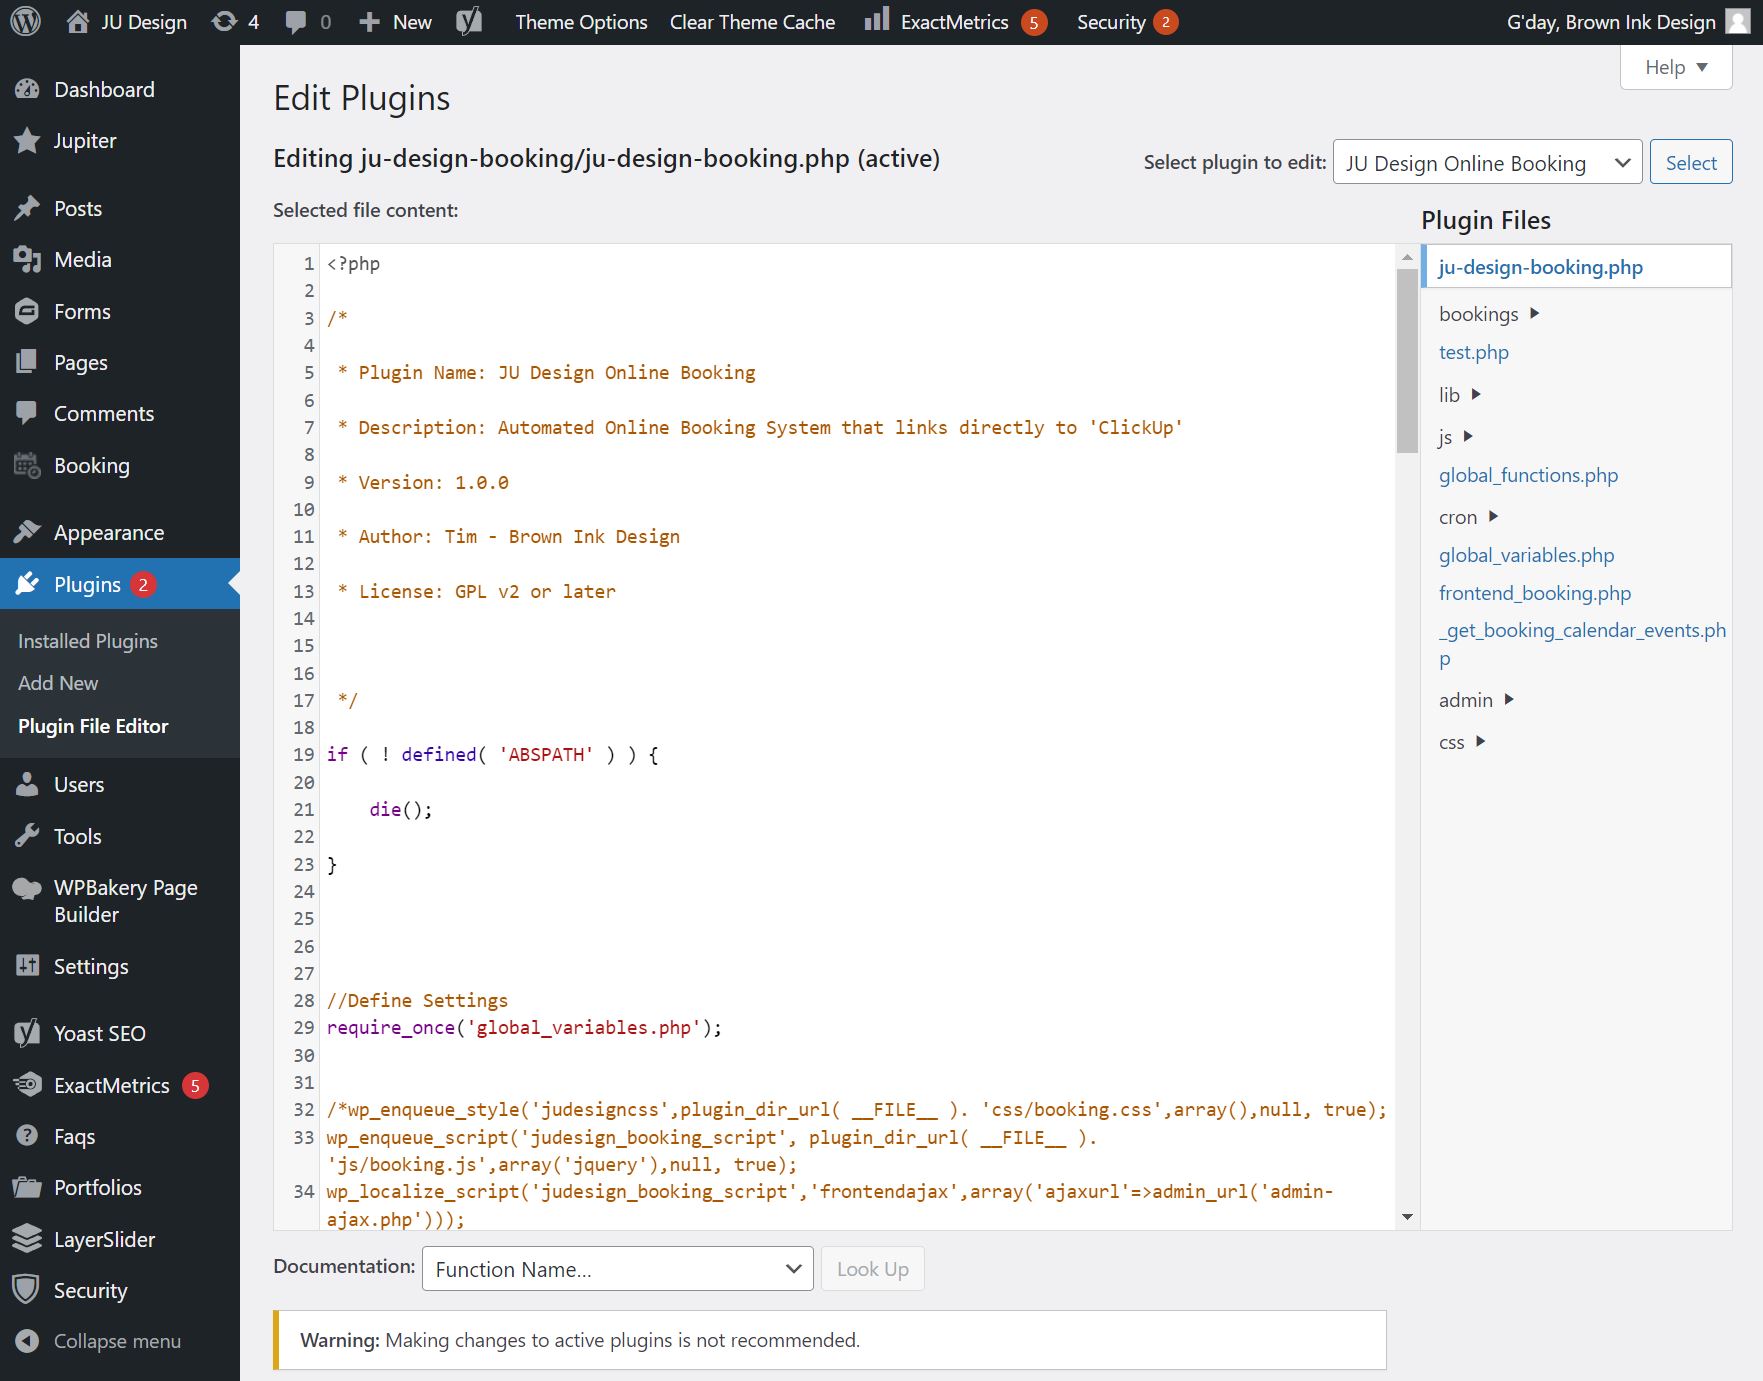 JU Design
4
0
New
Theme Options
Clear Theme Cache
ExactMetrics 5
Security 2
G'day, Brown Ink Design
Dashboard
Jupiter
Posts
Media
Forms
Pages
Comments
Booking
Appearance
Plugins 2
Installed Plugins
Add New
Plugin File Editor
Users
Tools
WPBakery Page
Builder
Settings
Yoast SEO
ExactMetrics 5
Faqs
Portfolios
LayerSlider
Security
Collapse menu
Help
Edit Plugins
Editing ju-design-booking/ju-design-booking.php (active)
Select plugin to edit:
JU Design Online Booking
Select
Selected file content:
1 <?php
2
3 /*
4
5  * Plugin Name: JU Design Online Booking
6
7  * Description: Automated Online Booking System that links directly to 'ClickUp'
8
9  * Version: 1.0.0
10
11  * Author: Tim - Brown Ink Design
12
13  * License: GPL v2 or later
14
15
16
17  */
18
19 if ( ! defined( 'ABSPATH' ) ) {
20
21     die();
22
23 }
24
25
26
27
28 //Define Settings
29 require_once('global_variables.php');
30
31
32 /*wp_enqueue_style('judesigncss',plugin_dir_url( __FILE__ ). 'css/booking.css',array(),null, true);
33 wp_enqueue_script('judesign_booking_script', plugin_dir_url( __FILE__ ).
'js/booking.js',array('jquery'),null, true);
34 wp_localize_script('judesign_booking_script','frontendajax',array('ajaxurl'=>admin_url('admin-
ajax.php')));
Plugin Files
ju-design-booking.php
bookings
test.php
lib
js
global_functions.php
cron
global_variables.php
frontend_booking.php
_get_booking_calendar_events.ph
p
admin
css
Documentation:
Function Name...
Look Up
Warning: Making changes to active plugins is not recommended.